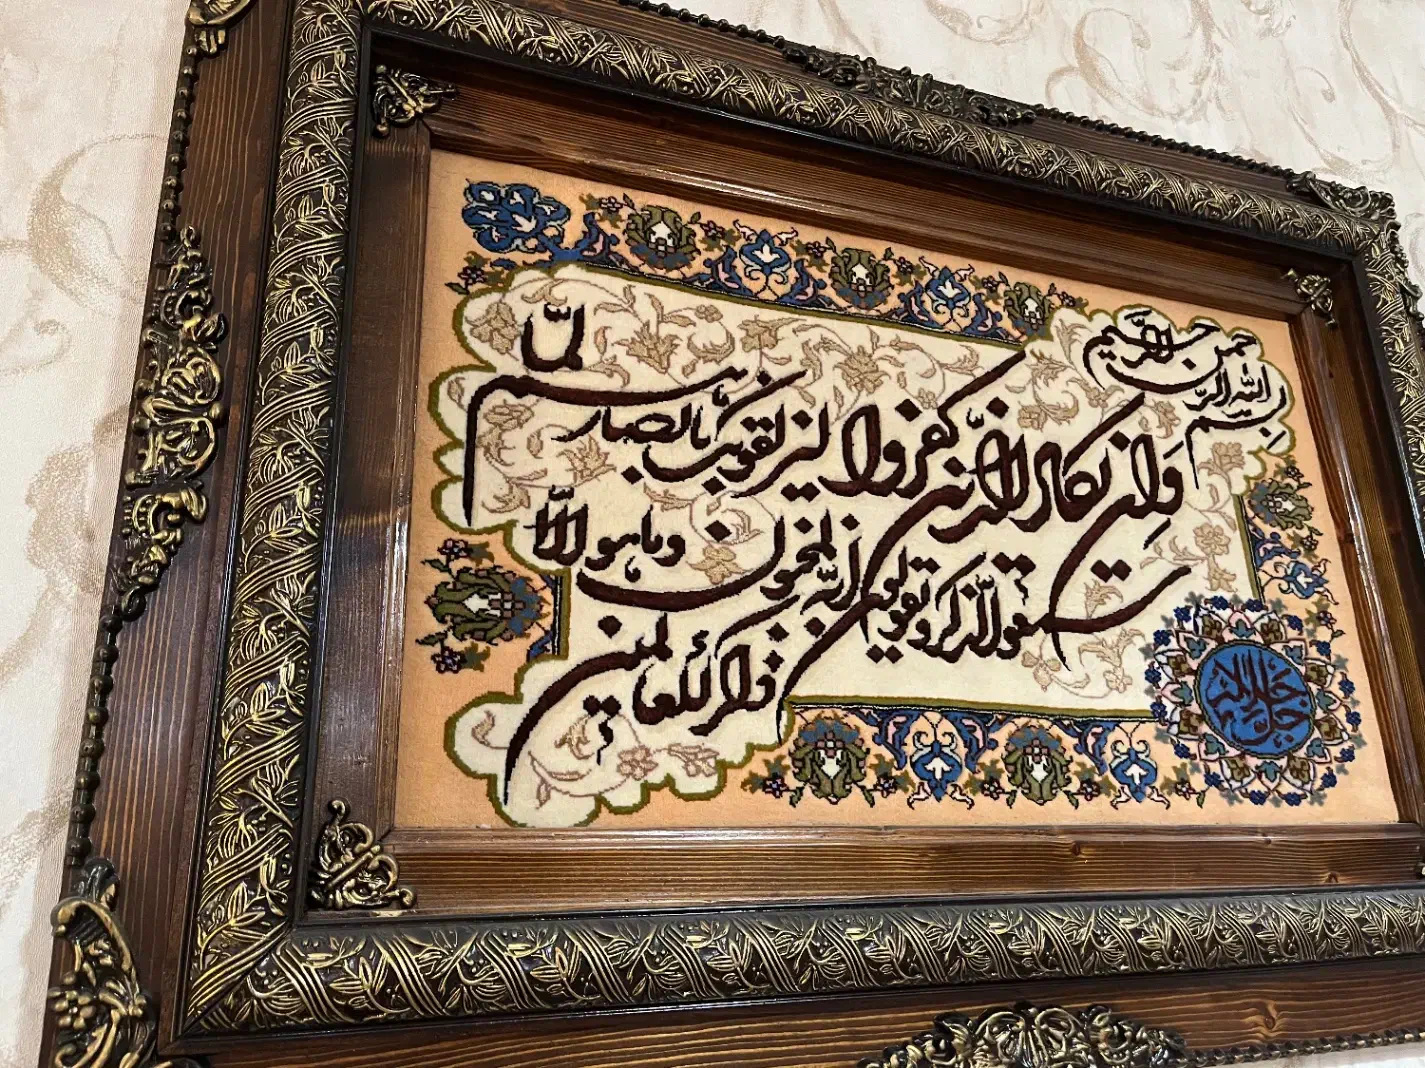 بسم الله الرحمن الرحیم
وان یکاد الذین کفروا لیزلقونک بابصارهم لما
سمعوا الذکر و یقولون انه لمجنون وما هو الا
ذکر للعالمین
جل جلاله